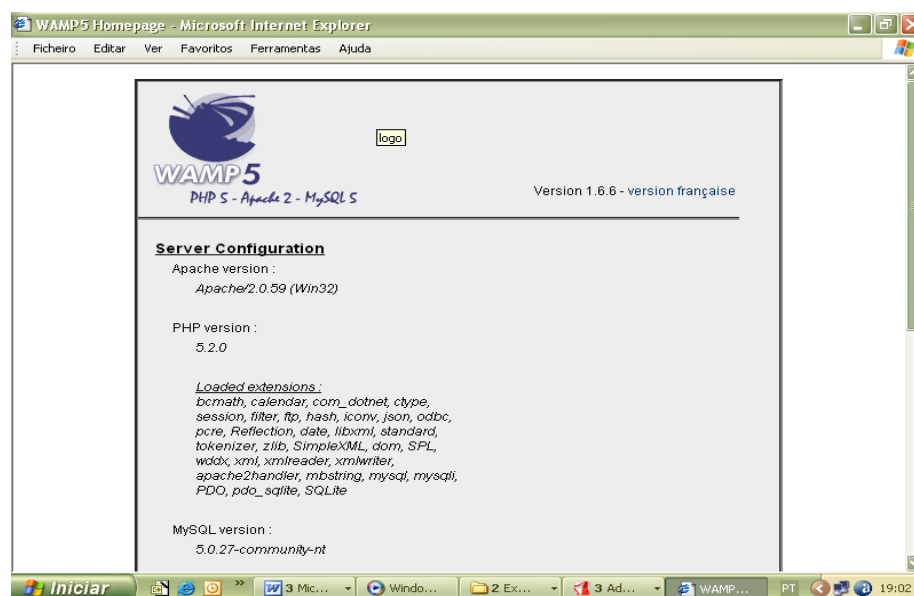 WAMP5 Homepage - Microsoft Internet Explorer
Ficheiro Editar Ver Favoritos Ferramentas Ajuda
logo
WAMP5
PHP 5 - Apache 2 - MySQL 5
Version 1.6.6 - version française
Server Configuration
Apache version :
Apache/2.0.59 (Win32)
PHP version :
5.2.0
Loaded extensions :
bcmath, calendar, com_dotnet, ctype,
session, filter, ftp, hash, iconv, json, odbc,
pcre, Reflection, date, libxml, standard,
tokenizer, zlib, SimpleXML, dom, SPL,
wddx, xml, xmlreader, xmlwriter,
apache2handler, mbstring, mysql, mysqli,
PDO, pdo_sqlite, SQLite
MySQL version :
5.0.27-community-nt
Iniciar » 3 Mic... Windo... 2 Ex... 3 Ad... WAMP... PT 19:02